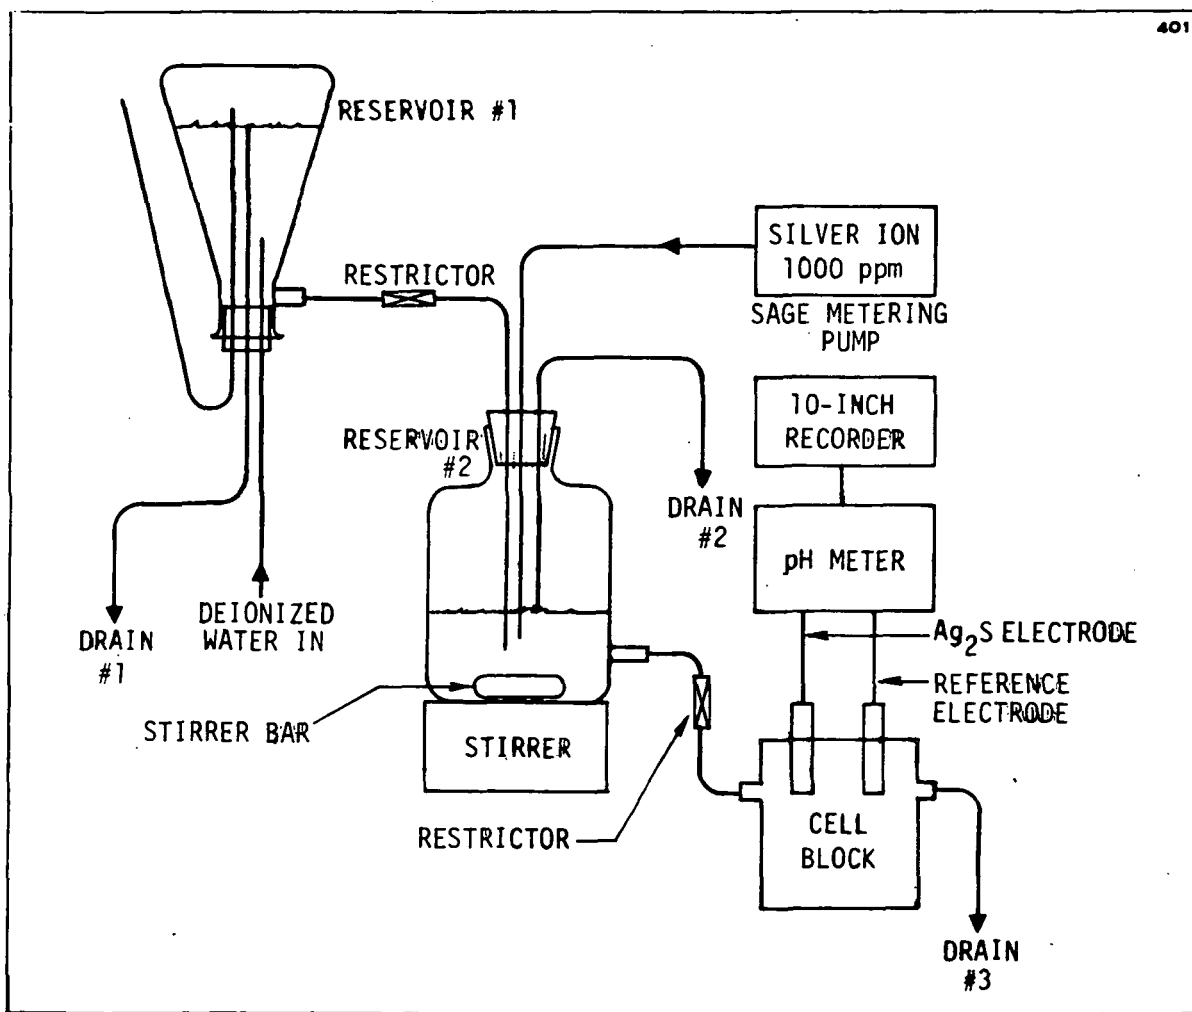 401
RESERVOIR #1
RESTRICTOR
SILVER ION
1000 ppm
SAGE METERING
PUMP
10-INCH
RECORDER
RESERVOIR
#2
DRAIN
#2
pH METER
DEIONIZED
WATER IN
DRAIN
#1
Ag2S ELECTRODE
REFERENCE
ELECTRODE
STIRRER BAR
STIRRER
RESTRICTOR
CELL
BLOCK
DRAIN
#3